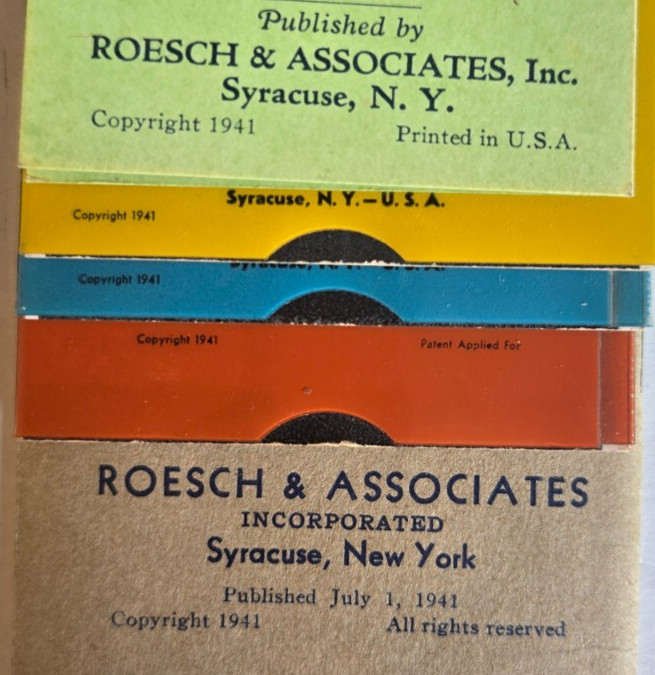 Published by
ROESCH & ASSOCIATES, Inc.
Syracuse, N. Y.
Copyright 1941 Printed in U.S.A.
Syracuse, N. Y.—U. S. A.
Copyright 1941
Copyright 1941
Copyright 1941 Patent Applied For
ROESCH & ASSOCIATES
INCORPORATED
Syracuse, New York
Published July 1, 1941
Copyright 1941 All rights reserved